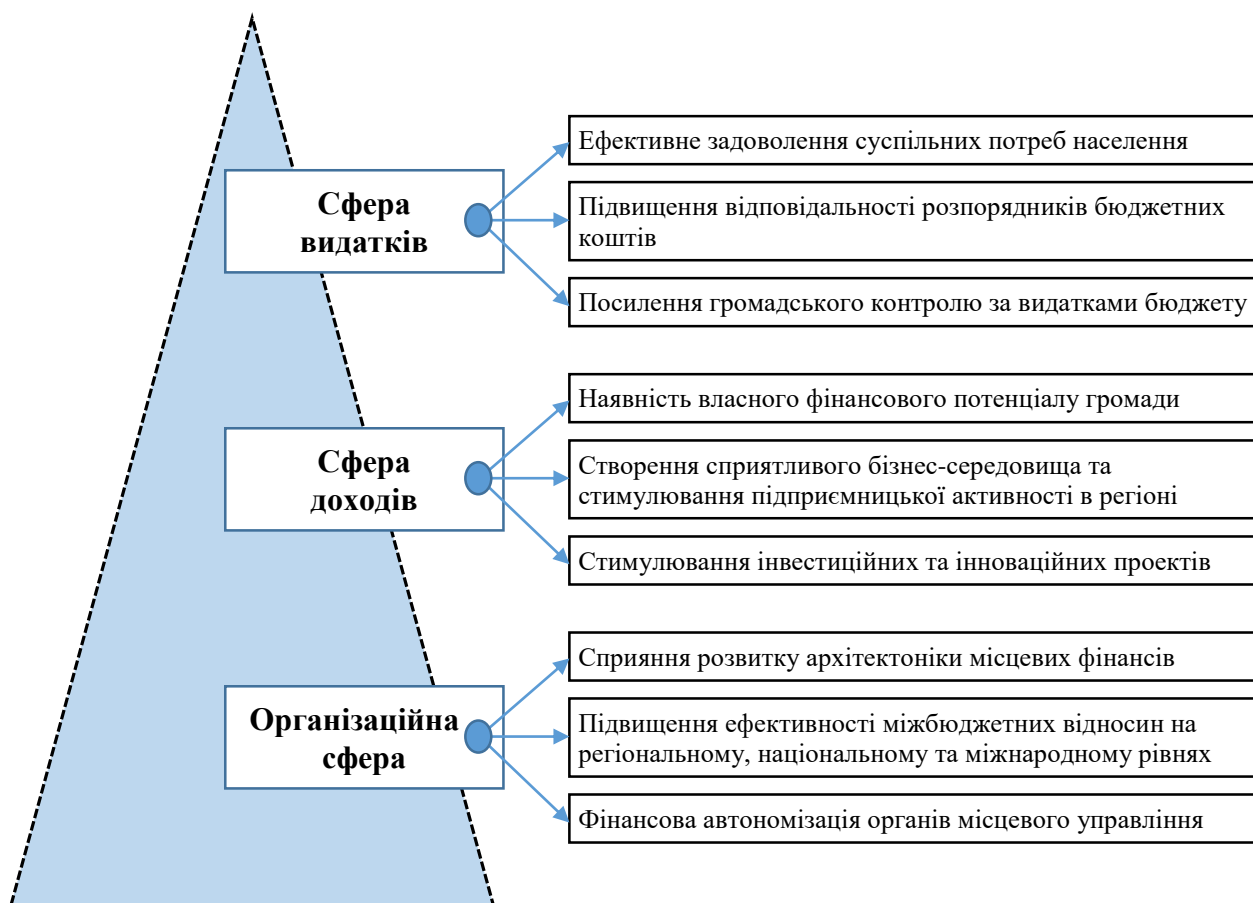 Сфера
видатків
Ефективне задоволення суспільних потреб населення
Підвищення відповідальності розпорядників бюджетних
коштів
Посилення громадського контролю за видатками бюджету
Сфера
доходів
Наявність власного фінансового потенціалу громади
Створення сприятливого бізнес-середовища та
стимулювання підприємницької активності в регіоні
Стимулювання інвестиційних та інноваційних проектів
Організаційна
сфера
Сприяння розвитку архітектоніки місцевих фінансів
Підвищення ефективності міжбюджетних відносин на
регіональному, національному та міжнародному рівнях
Фінансова автономізація органів місцевого управління